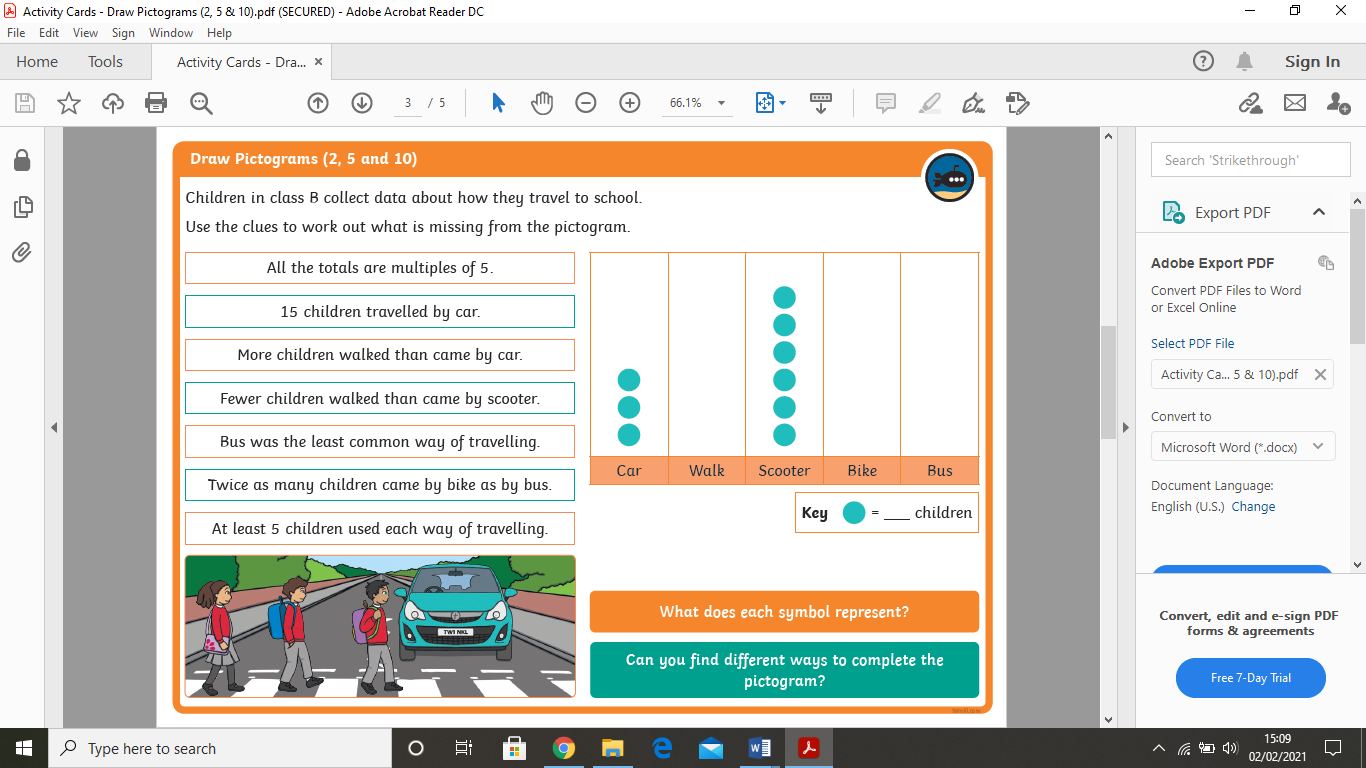 Activity Cards - Draw Pictograms (2, 5 & 10).pdf (SECURED) - Adobe Acrobat Reader DC
File Edit View Sign Window Help
Home Tools Activity Cards - Dra... ×
3 / 5 66.1%
Draw Pictograms (2, 5 and 10)
Children in class B collect data about how they travel to school.
Use the clues to work out what is missing from the pictogram.
All the totals are multiples of 5.
15 children travelled by car.
More children walked than came by car.
Fewer children walked than came by scooter.
Bus was the least common way of travelling.
Twice as many children came by bike as by bus.
At least 5 children used each way of travelling.
TW1 NKL
Car Walk Scooter Bike Bus
Key = ___ children
What does each symbol represent?
Can you find different ways to complete the
pictogram?
Sign In
Search 'Strikethrough'
Export PDF
Adobe Export PDF
Convert PDF Files to Word
or Excel Online
Select PDF File
Activity Ca... 5 & 10).pdf
Convert to
Microsoft Word (*.docx)
Document Language:
English (U.S.) Change
Convert, edit and e-sign PDF
forms & agreements
Free 7-Day Trial
Type here to search
15:09
02/02/2021